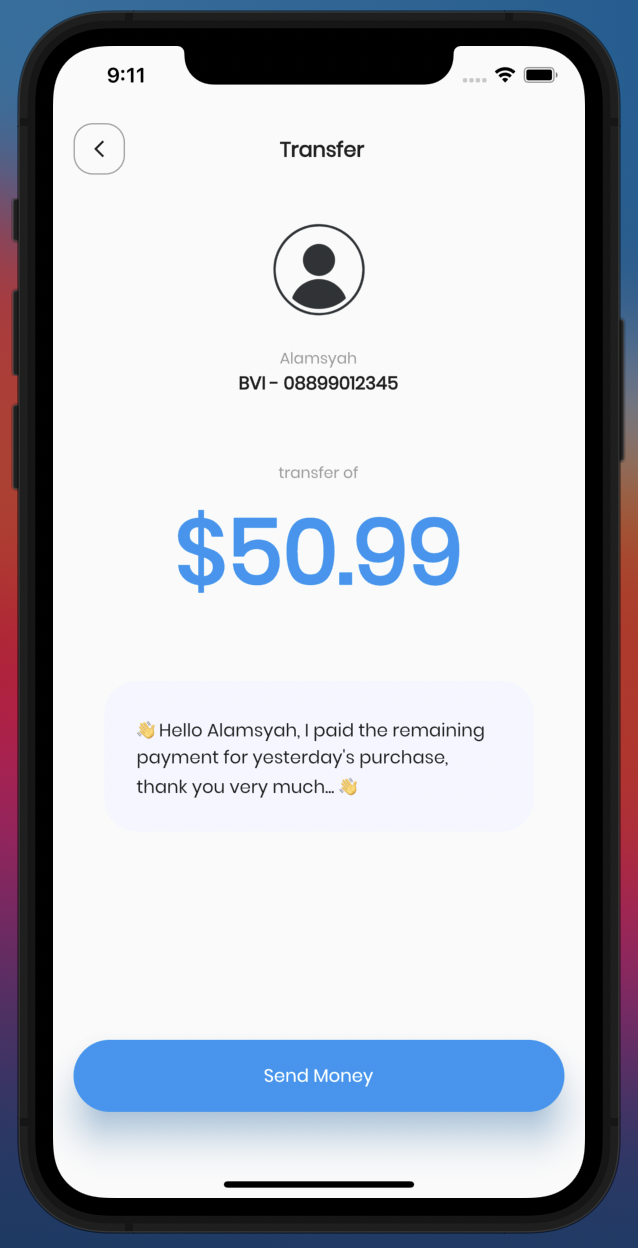 9:11
Transfer
Alamsyah
BVI - 08899012345
transfer of
$50.99
👋 Hello Alamsyah, I paid the remaining
payment for yesterday's purchase,
thank you very much... 👋
Send Money